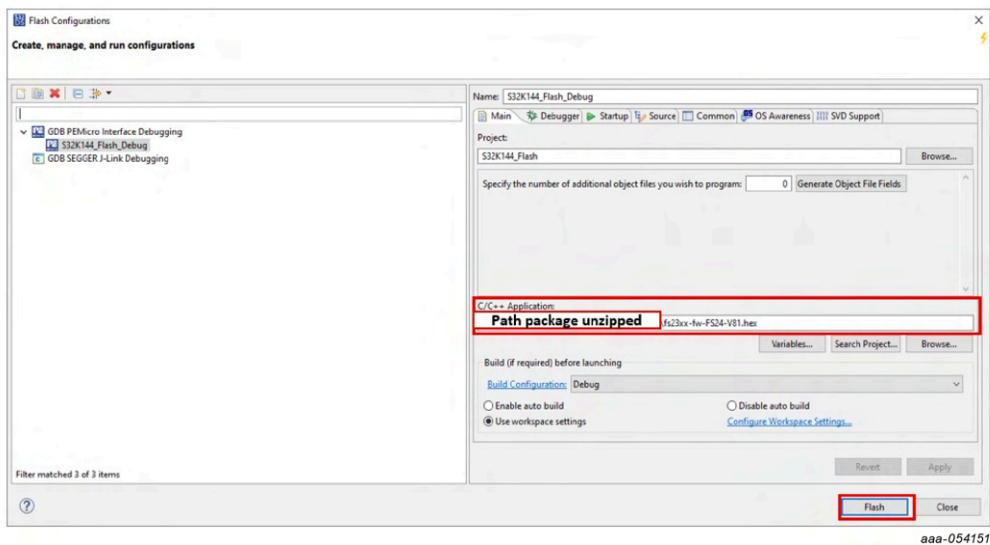 Flash Configurations
Create, manage, and run configurations
Name: S32K144_Flash_Debug
Main Debugger Startup Source Common OS Awareness SVD Support
GDB PEMicro Interface Debugging
S32K144_Flash_Debug
GDB SEGGER J-Link Debugging
Project:
S32K144_Flash Browse...
Specify the number of additional object files you wish to program: 0 Generate Object File Fields
C/C++ Application:
Path package unzipped \fs23xx-fw-FS24-V81.hex
Variables... Search Project... Browse...
Build (if required) before launching
Build Configuration: Debug
Enable auto build Disable auto build
Use workspace settings Configure Workspace Settings...
Filter matched 3 of 3 items
Revert Apply
Flash Close
aaa-054151